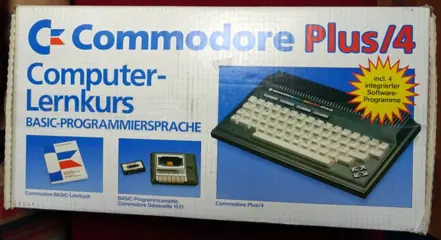 Commodore Plus/4
Computer-
Lernkurs
BASIC-PROGRAMMIERSPRACHE
incl. 4
integrierter
Software-
Programme
Commodore BASIC-Lehrbuch
BASIC-Programmcassette,
Commodore Datassette 1531
Commodore Plus/4